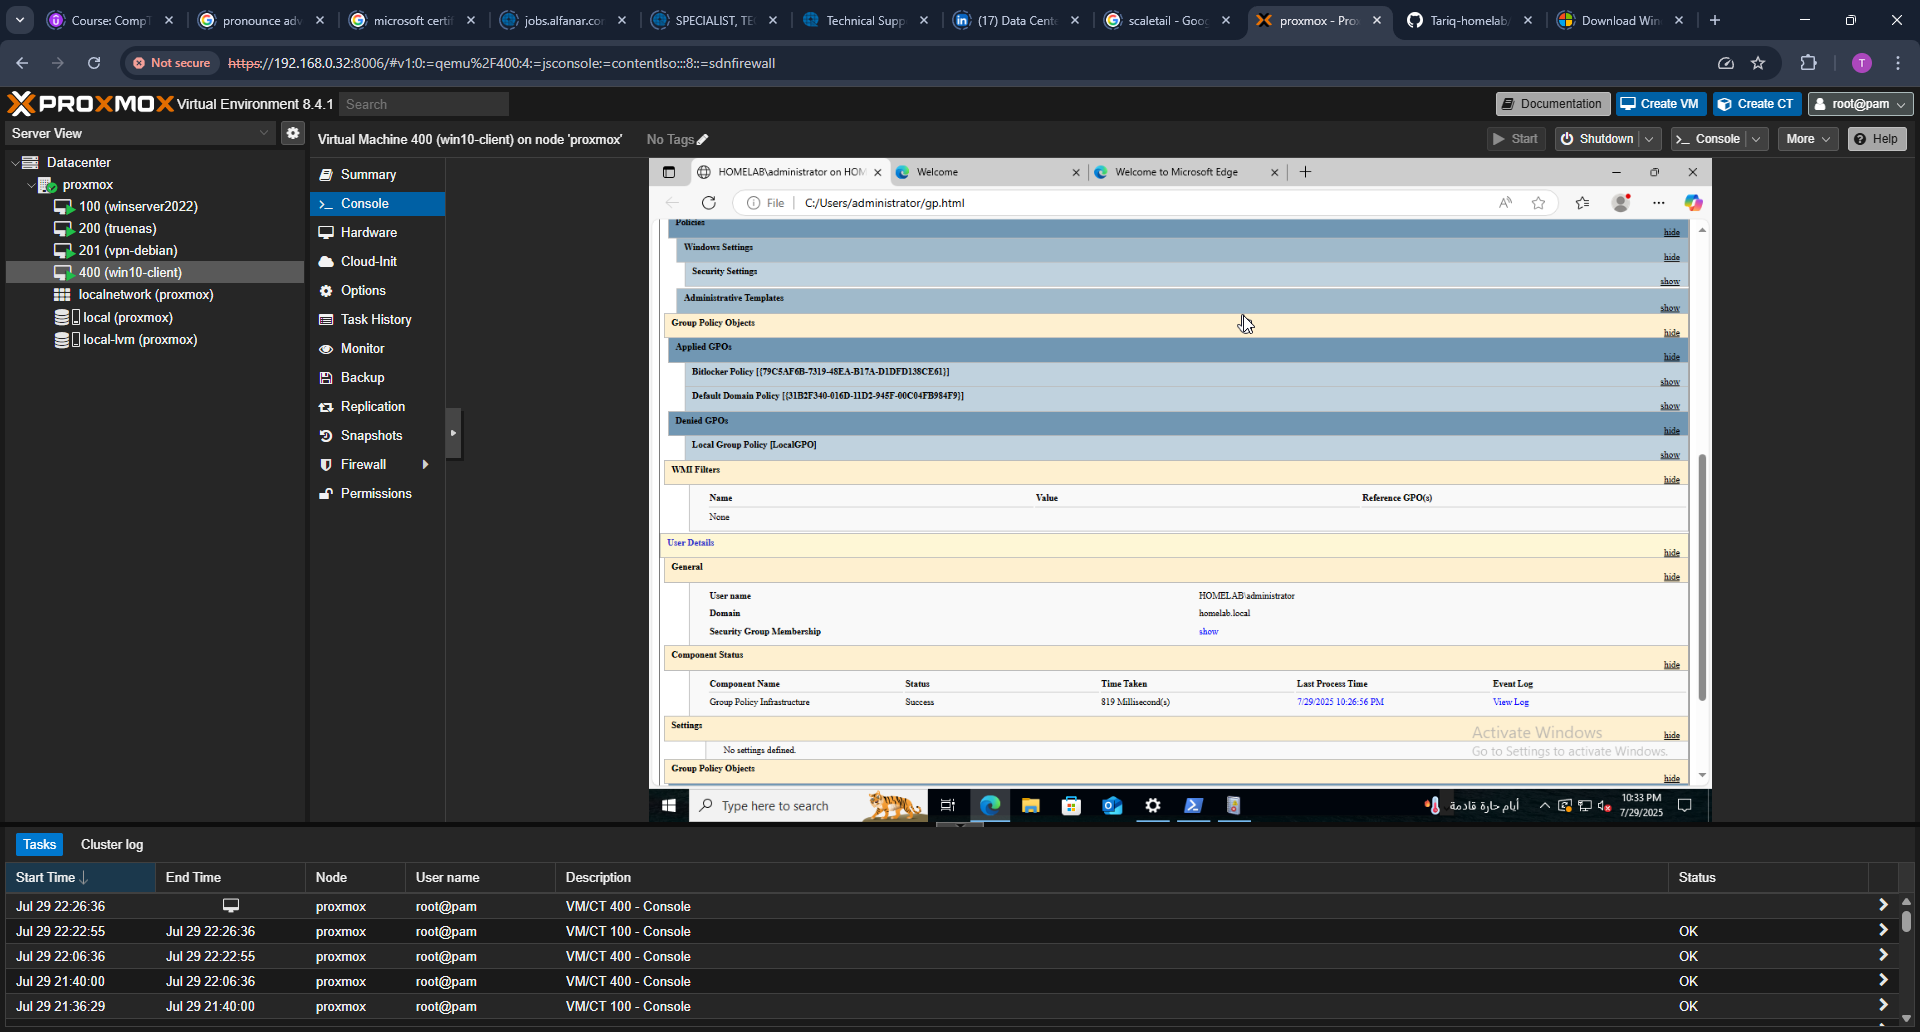 Course: Comp
pronounce adv
microsoft certi
jobs.alfanar.co
SPECIALIST, TE
Technical Supp
(17) Data Cent
scaletail - Goo
proxmox - Pro
Tariq-homelab
Download Win
Not secure https://192.168.0.32:8006/#v1:0:=qemu%2F400:4:=jsconsole:=contentIso:::8::=sdnfirewall T
PROXMOX Virtual Environment 8.4.1 Search Documentation Create VM Create CT root@pam
Server View
Virtual Machine 400 (win10-client) on node 'proxmox' No Tags Start Shutdown Console More Help
Datacenter
proxmox
100 (winserver2022)
200 (truenas)
201 (vpn-debian)
400 (win10-client)
localnetwork (proxmox)
local (proxmox)
local-lvm (proxmox)
Summary
Console
Hardware
Cloud-Init
Options
Task History
Monitor
Backup
Replication
Snapshots
Firewall
Permissions
HOMELAB\administrator on HOM Welcome Welcome to Microsoft Edge
File C:/Users/administrator/gp.html
Policies hide
Windows Settings hide
Security Settings show
Administrative Templates show
Group Policy Objects hide
Applied GPOs hide
Bitlocker Policy [{79C5AF6B-7319-48EA-B17A-D1DFD138CE61}] show
Default Domain Policy [{31B2F340-016D-11D2-945F-00C04FB984F9}] show
Denied GPOs hide
Local Group Policy [LocalGPO] show
WMI Filters hide
Name Value Reference GPO(s)
None
User Details hide
General hide
User name HOMELAB\administrator
Domain homelab.local
Security Group Membership show
Component Status hide
Component Name Status Time Taken Last Process Time Event Log
Group Policy Infrastructure Success 819 Millisecond(s) 7/29/2025 10:26:56 PM View Log
Settings hide
No settings defined.
Group Policy Objects hide
Activate Windows
Go to Settings to activate Windows.
Type here to search
أيام حارة قادمة
10:33 PM
7/29/2025
Tasks Cluster log
Start Time End Time Node User name Description Status
Jul 29 22:26:36 proxmox root@pam VM/CT 400 - Console
Jul 29 22:22:55 Jul 29 22:26:36 proxmox root@pam VM/CT 100 - Console OK
Jul 29 22:06:36 Jul 29 22:22:55 proxmox root@pam VM/CT 400 - Console OK
Jul 29 21:40:00 Jul 29 22:06:36 proxmox root@pam VM/CT 400 - Console OK
Jul 29 21:36:29 Jul 29 21:40:00 proxmox root@pam VM/CT 100 - Console OK